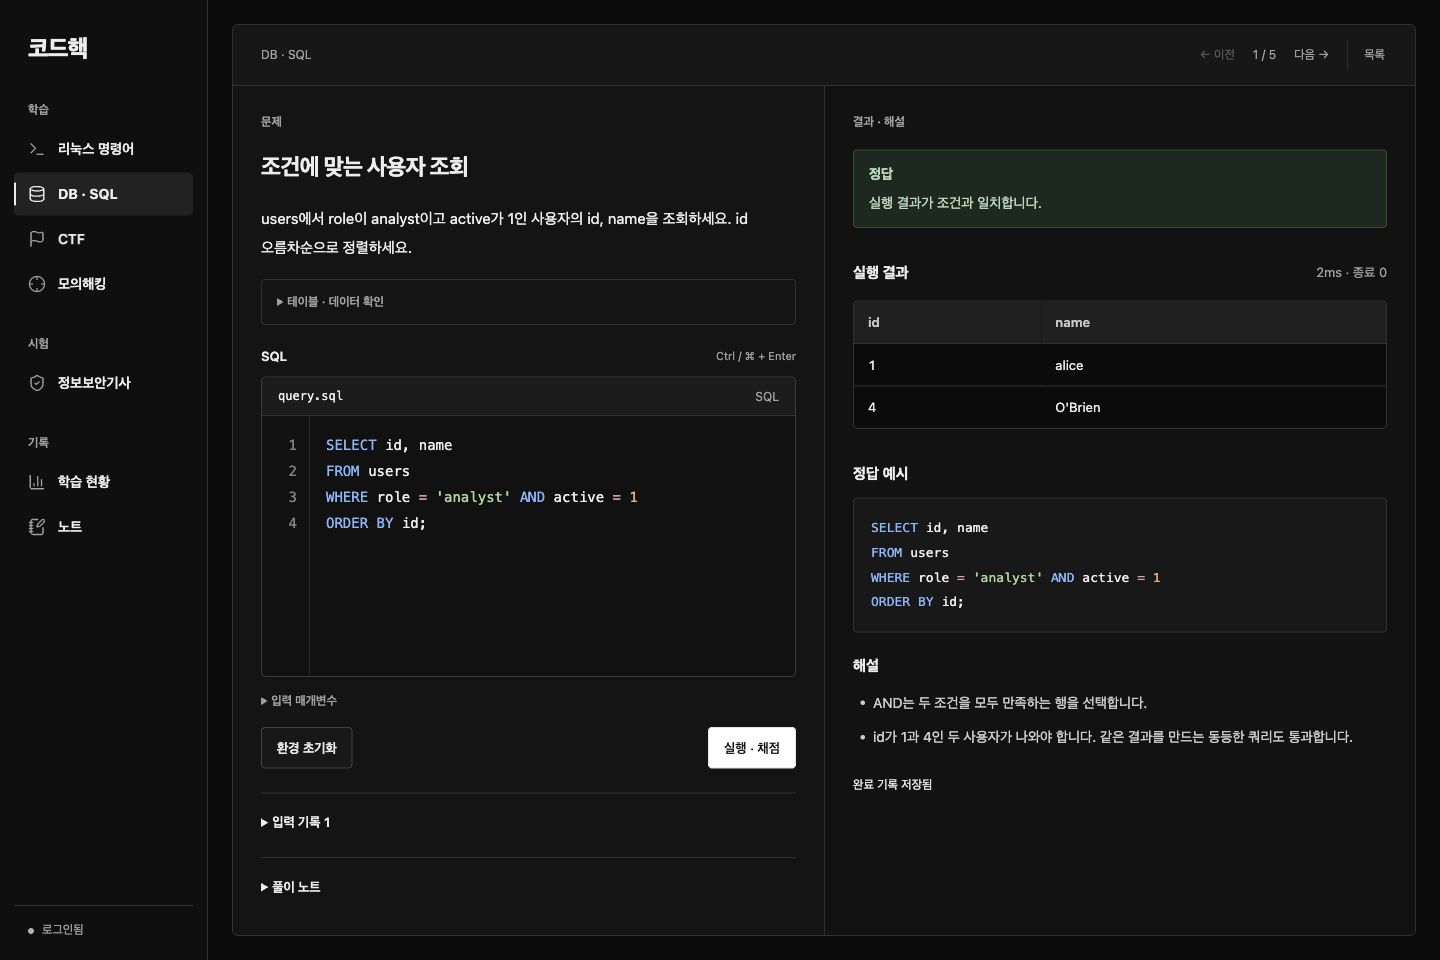 코드핵
학습
리눅스 명령어
DB · SQL
CTF
모의해킹
시험
정보보안기사
기록
학습 현황
노트
로그인됨
DB · SQL
← 이전
1 / 5
다음 →
목록
문제
조건에 맞는 사용자 조회
users에서 role이 analyst이고 active가 1인 사용자의 id, name을 조회하세요. id
오름차순으로 정렬하세요.
▶ 테이블 · 데이터 확인
SQL
Ctrl / ⌘ + Enter
query.sql
SQL
1 SELECT id, name
2 FROM users
3 WHERE role = 'analyst' AND active = 1
4 ORDER BY id;
▶ 입력 매개변수
환경 초기화
실행 · 채점
▶ 입력 기록 1
▶ 풀이 노트
결과 · 해설
정답
실행 결과가 조건과 일치합니다.
실행 결과
2ms · 종료 0
id name
1 alice
4 O'Brien
정답 예시
SELECT id, name
FROM users
WHERE role = 'analyst' AND active = 1
ORDER BY id;
해설
• AND는 두 조건을 모두 만족하는 행을 선택합니다.
• id가 1과 4인 두 사용자가 나와야 합니다. 같은 결과를 만드는 동등한 쿼리도 통과합니다.
완료 기록 저장됨